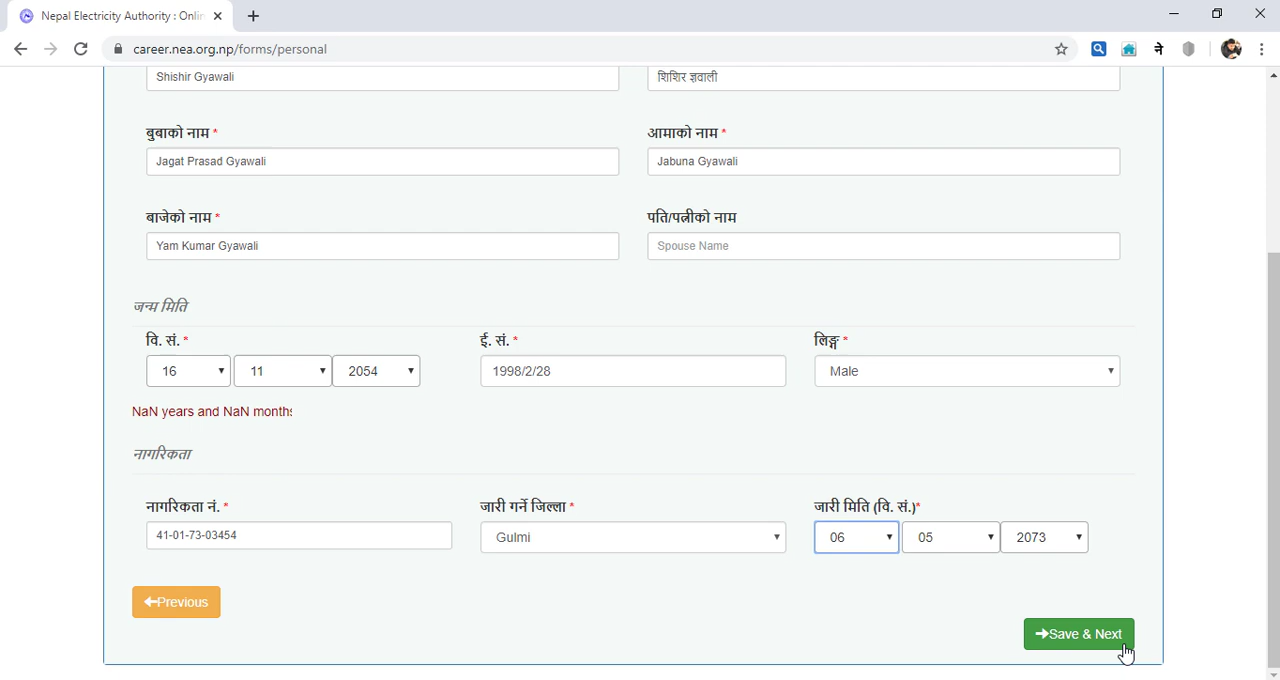 Nepal Electricity Authority : Onlin
career.nea.org.np/forms/personal
Shishir Gyawali
शिशिर ज्ञवाली
बुबाको नाम *
आमाको नाम *
Jagat Prasad Gyawali
Jabuna Gyawali
बाजेको नाम *
पति/पत्नीको नाम
Yam Kumar Gyawali
Spouse Name
जन्म मिति
वि. सं. *
ई. सं. *
लिङ्ग *
16
11
2054
1998/2/28
Male
NaN years and NaN months
नागरिकता
नागरिकता नं. *
जारी गर्ने जिल्ला *
जारी मिति (वि. सं.)*
41-01-73-03454
Gulmi
06
05
2073
Previous
Save & Next